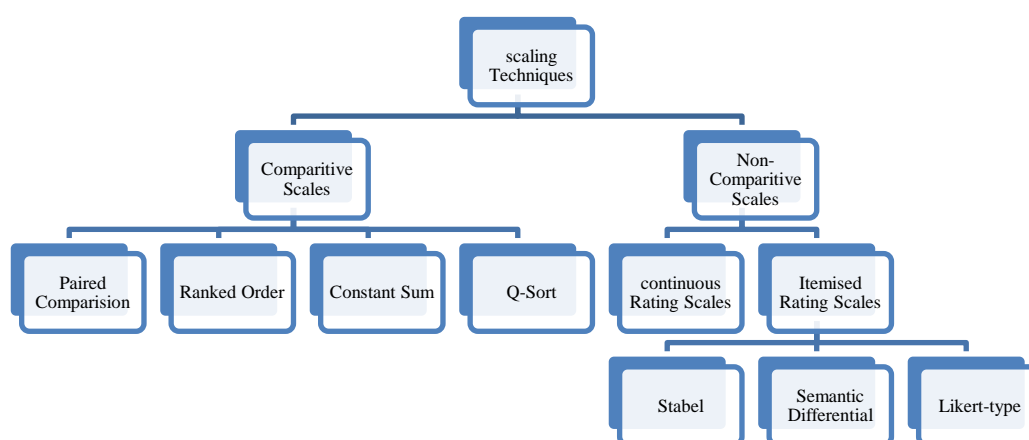 scaling
Techniques
Comparitive
Scales
Non-
Comparitive
Scales
Paired
Comparision
Ranked Order
Constant Sum
Q-Sort
continuous
Rating Scales
Itemised
Rating Scales
Stabel
Semantic
Differential
Likert-type